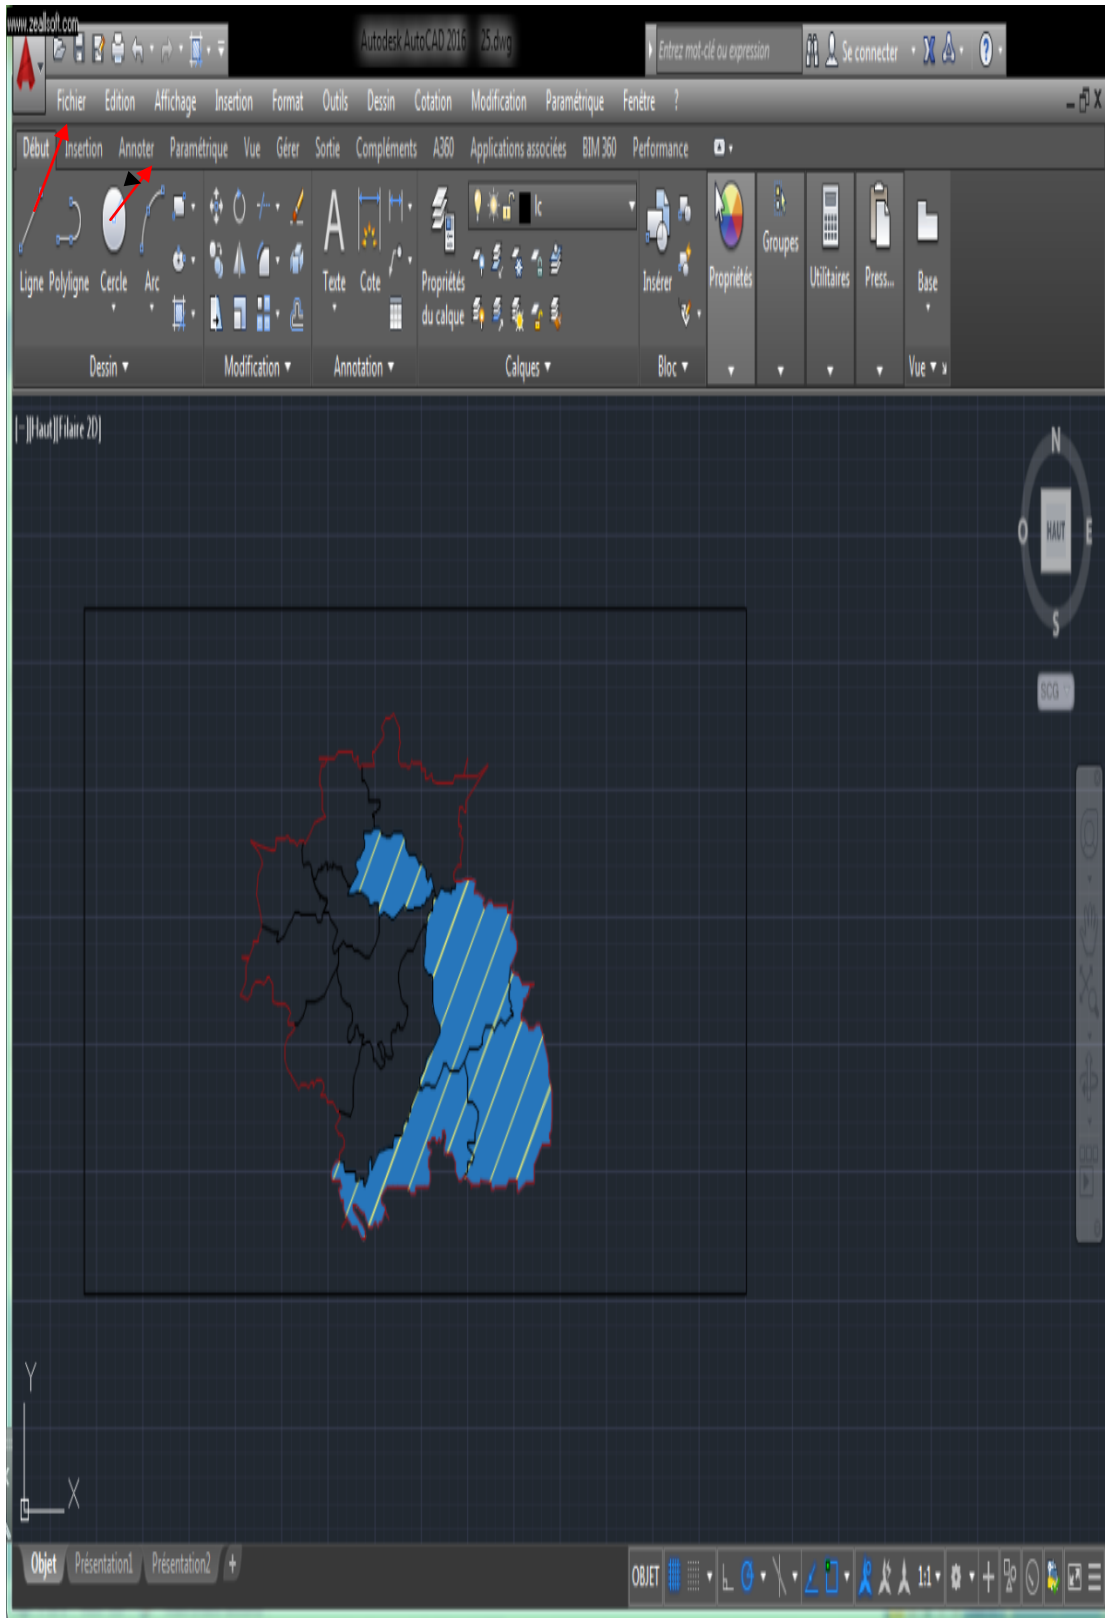 www.zeallsoft.com
Autodesk AutoCAD 2016 25.dwg
Entrez mot-clé ou expression
Se connecter
?
Fichier Edition Affichage Insertion Format Outils Dessin Cotation Modification Paramétrique Fenêtre ?
Début Insertion Annoter Paramétrique Vue Gérer Sortie Compléments A360 Applications associées BIM 360 Performance
lc
Ligne Polyligne Cercle Arc
A
Texte Cote
Propriétés
du calque
Insérer
Propriétés
Groupes
Utilitaires
Press...
Base
Dessin
Modification
Annotation
Calques
Bloc
Vue
[−][Haut][Filaire 2D]
N
O HAUT E
S
SCG
Y
X
Objet Présentation1 Présentation2 +
OBJET 1:1